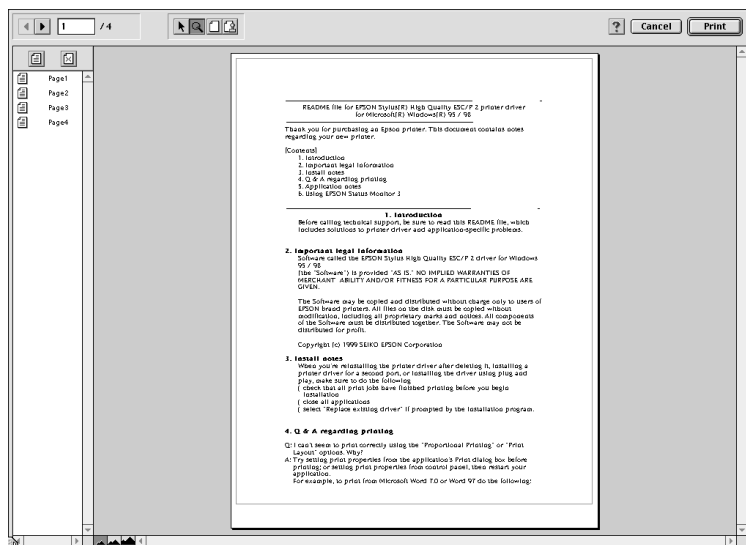 1 / 4
? Cancel Print
Page1
Page2
Page3
Page4
README file for EPSON Stylus(R) High Quality ESC/P 2 printer driver
for Microsoft(R) Windows(R) 95 / 98
Thank you for purchasing an Epson printer. This document contains notes
regarding your new printer.
[Contents]
1. Introduction
2. Important legal information
3. Install notes
4. Q & A regarding printing
5. Application notes
6. Using EPSON Status Monitor 3
1. Introduction
Before calling technical support, be sure to read this README file, which
includes solutions to printer driver and application-specific problems.
2. Important legal information
Software called the EPSON Stylus High Quality ESC/P 2 driver for Windows
95 / 98
(the "Software") is provided "AS IS." NO IMPLIED WARRANTIES OF
MERCHANT ABILITY AND/OR FITNESS FOR A PARTICULAR PURPOSE ARE
GIVEN.
The Software may be copied and distributed without charge only to users of
EPSON brand printers. All files on the disk must be copied without
modification, including all proprietary marks and notices. All components
of the Software must be distributed together. The Software may not be
distributed for profit.
Copyright (c) 1999 SEIKO EPSON Corporation
3. Install notes
When you're reinstalling the printer driver after deleting it, installing a
printer driver for a second port, or installing the driver using plug and
play, make sure to do the following
( check that all print jobs have finished printing before you begin
installation
( close all applications
( select "Replace existing driver" if prompted by the installation program.
4. Q & A regarding printing
Q: I can't seem to print correctly using the "Proportional Printing" or "Print
Layout" options. Why?
A: Try setting print properties from the application's Print dialog box before
printing; or setting print properties from control panel, then restart your
application.
For example, to print from Microsoft Word 7.0 or Word 97 do the following: